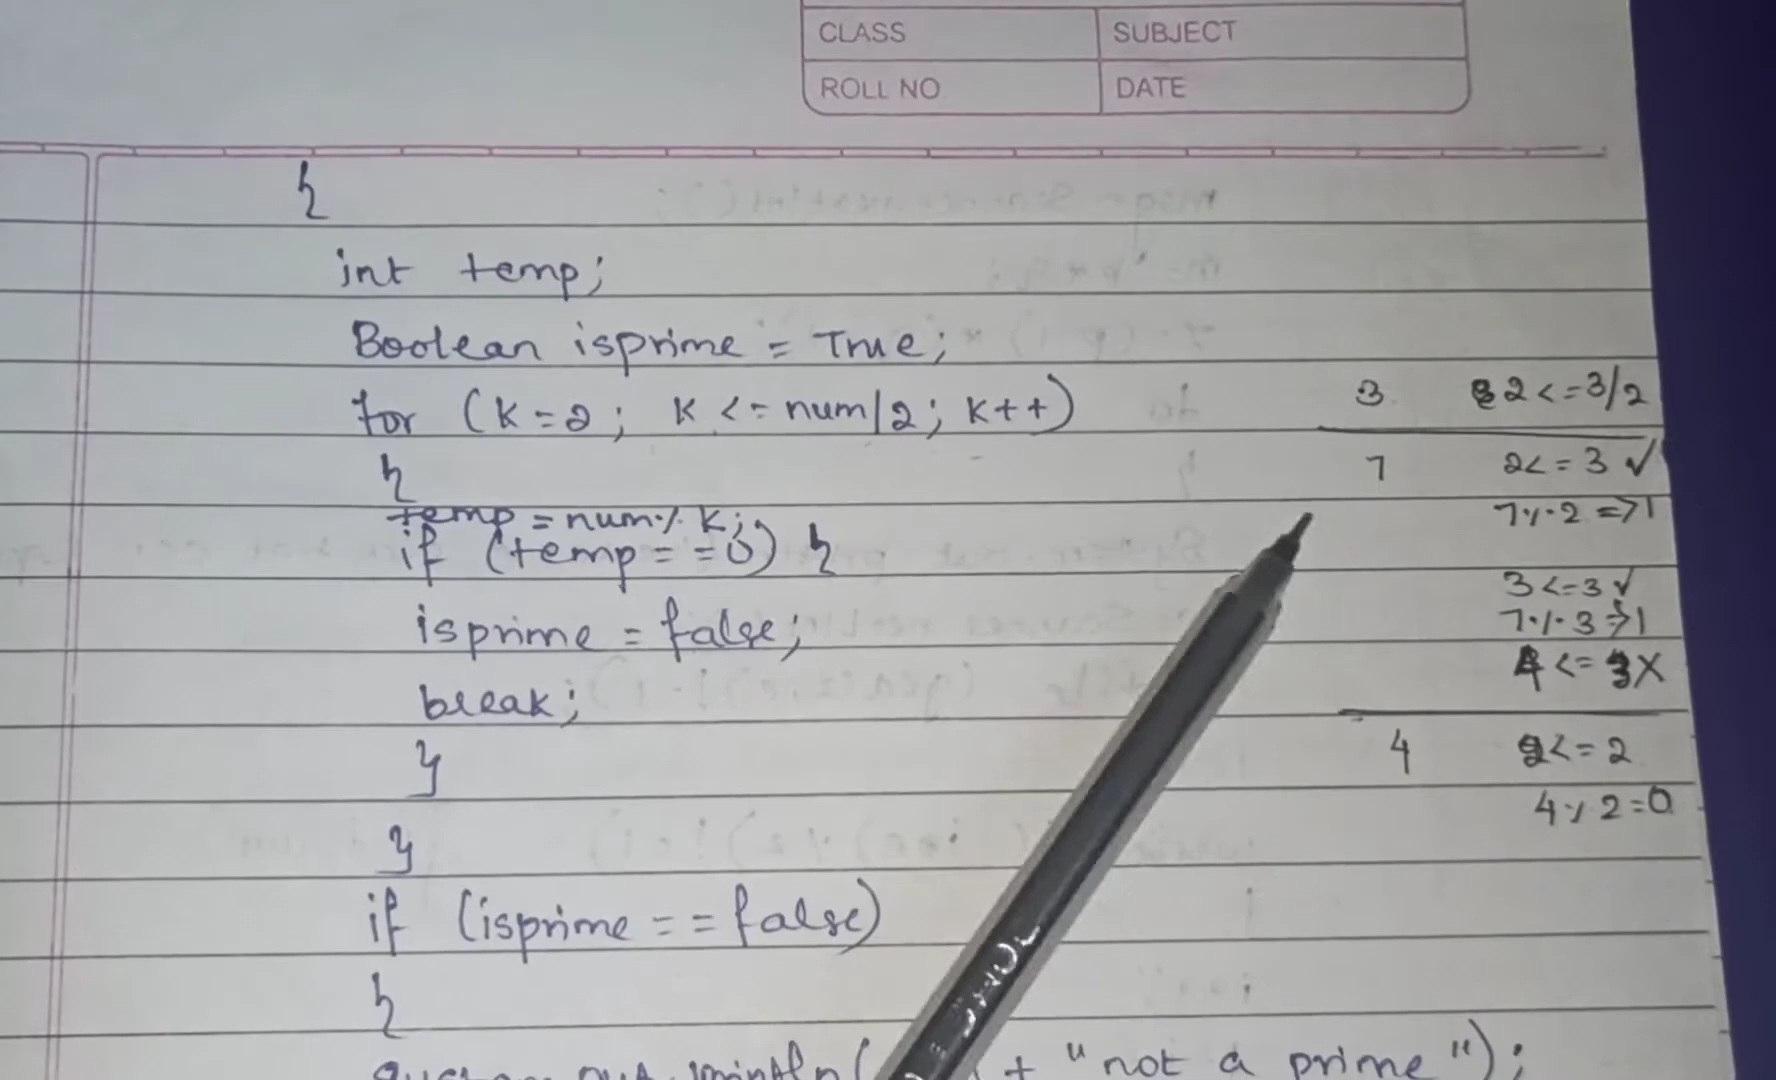 CLASS SUBJECT
ROLL NO DATE
{
int temp;
Boolean isprime = True;
for (k=2; k<=num/2; k++)
{
temp = num % k;
if (temp==0) {
isprime = false;
break;
}
}
if (isprime == false)
{
+ "not a prime");
3 2<=3/2
7 2<=3 ✓
7%2=>1
3<=3 ✓
7%3=>1
4<=3X
4 2<=2
4%2=0